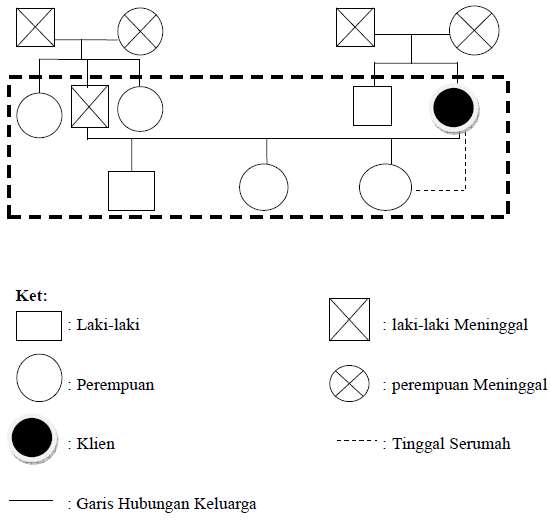 Ket:
: Laki-laki
: laki-laki Meninggal
: Perempuan
: perempuan Meninggal
: Klien
: Tinggal Serumah
: Garis Hubungan Keluarga